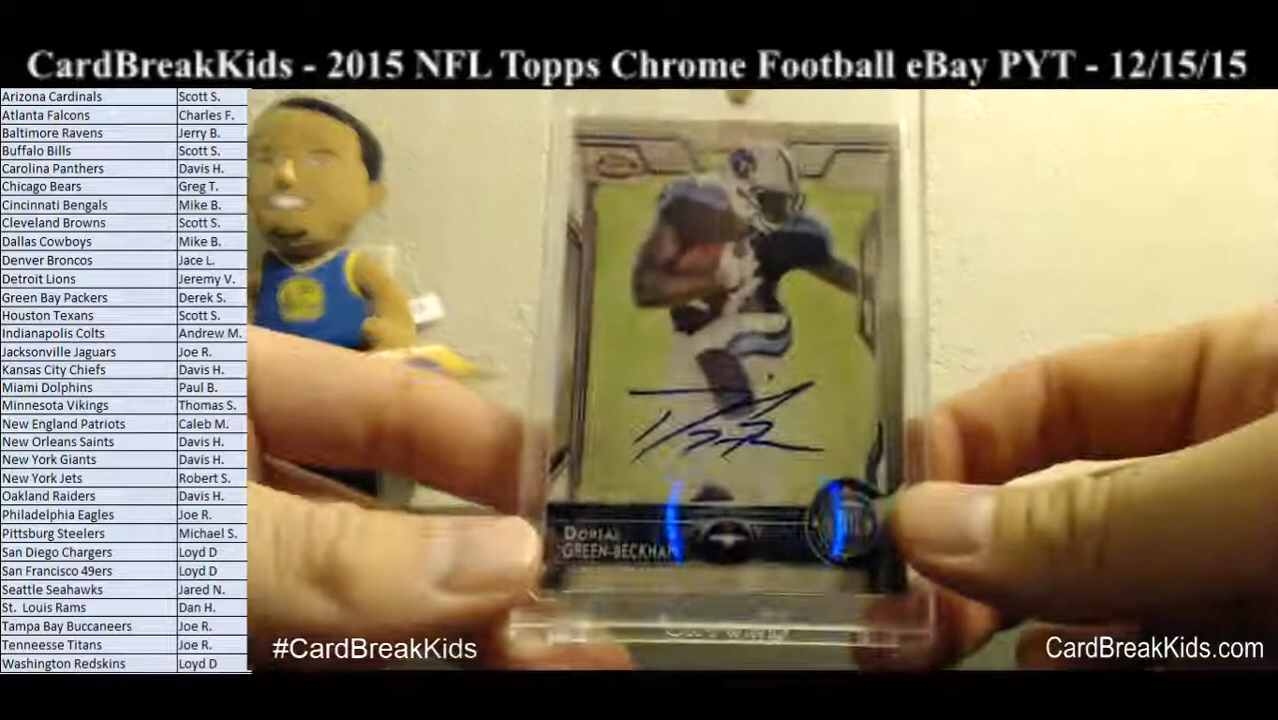 CardBreakKids - 2015 NFL Topps Chrome Football eBay PYT - 12/15/15
Arizona Cardinals Scott S.
Atlanta Falcons Charles F.
Baltimore Ravens Jerry B.
Buffalo Bills Scott S.
Carolina Panthers Davis H.
Chicago Bears Greg T.
Cincinnati Bengals Mike B.
Cleveland Browns Scott S.
Dallas Cowboys Mike B.
Denver Broncos Jace L.
Detroit Lions Jeremy V.
Green Bay Packers Derek S.
Houston Texans Scott S.
Indianapolis Colts Andrew M.
Jacksonville Jaguars Joe R.
Kansas City Chiefs Davis H.
Miami Dolphins Paul B.
Minnesota Vikings Thomas S.
New England Patriots Caleb M.
New Orleans Saints Davis H.
New York Giants Davis H.
New York Jets Robert S.
Oakland Raiders Davis H.
Philadelphia Eagles Joe R.
Pittsburg Steelers Michael S.
San Diego Chargers Loyd D
San Francisco 49ers Loyd D
Seattle Seahawks Jared N.
St. Louis Rams Dan H.
Tampa Bay Buccaneers Joe R.
Tenneesse Titans Joe R.
Washington Redskins Loyd D
Dorial
Green-Beckham
#CardBreakKids
CardBreakKids.com